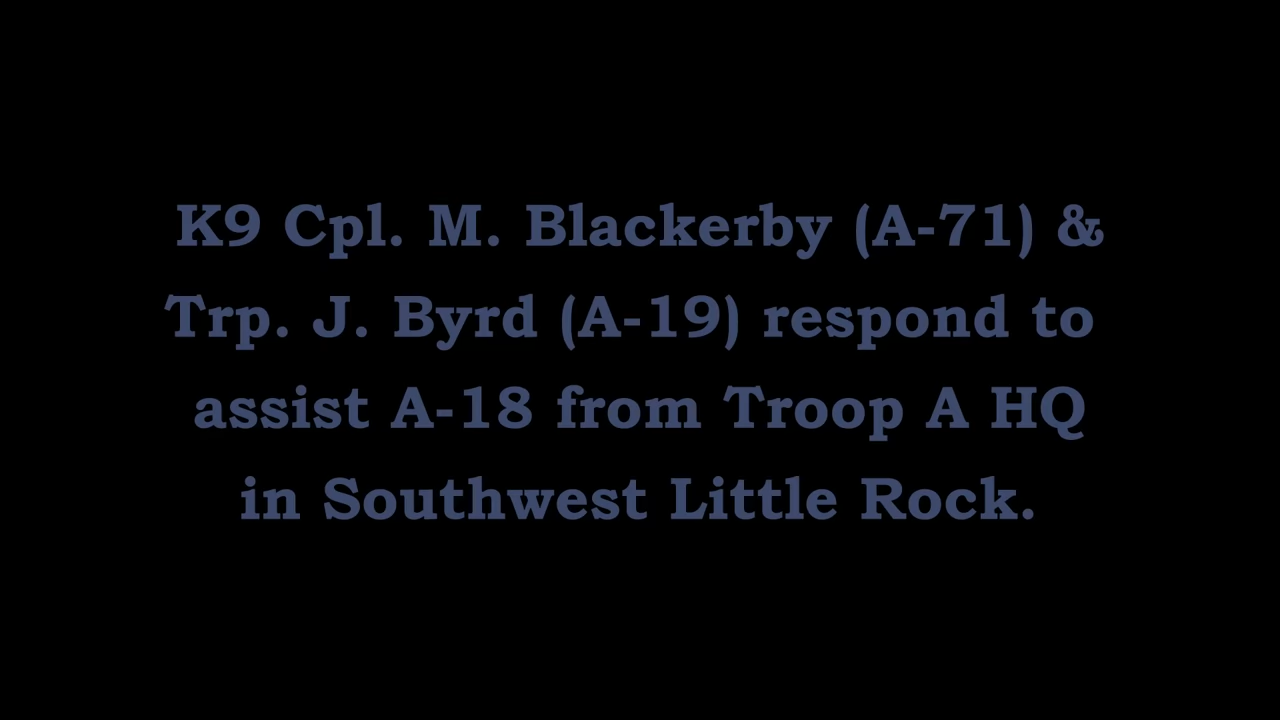 K9 Cpl. M. Blackerby (A-71) &
Trp. J. Byrd (A-19) respond to
assist A-18 from Troop A HQ
in Southwest Little Rock.